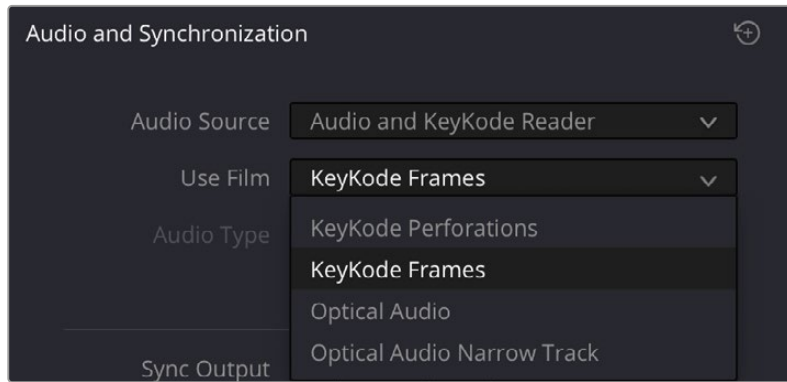 Audio and Synchronization
Audio Source Audio and KeyKode Reader
Use Film KeyKode Frames
Audio Type KeyKode Perforations
KeyKode Frames
Optical Audio
Optical Audio Narrow Track
Sync Output